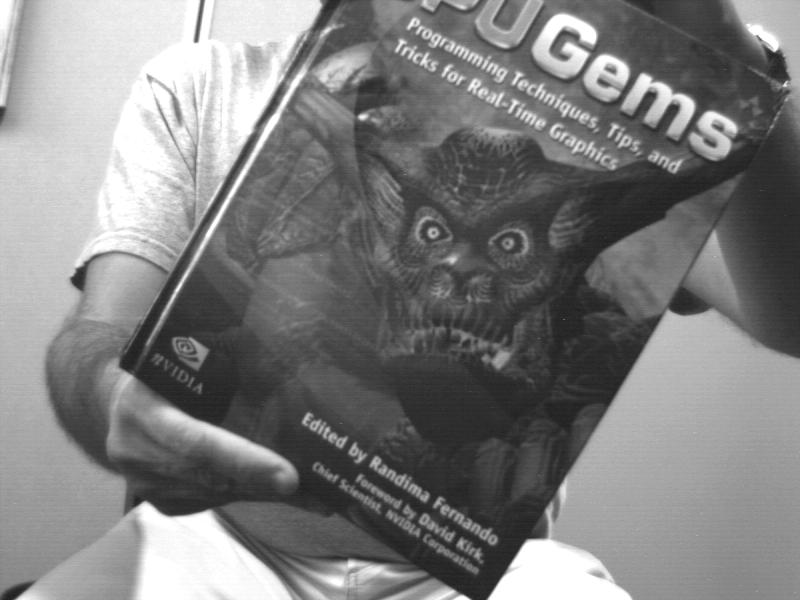 PU Gems
Programming Techniques, Tips, and
Tricks for Real-Time Graphics
nVIDIA
Edited by Randima Fernando
Foreword by David Kirk,
Chief Scientist, NVIDIA Corporation